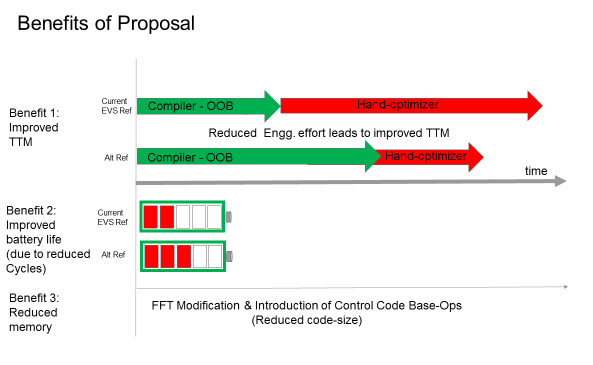 Benefits of Proposal
Benefit 1:
Improved
TTM
Current
EVS Ref
Compiler - OOB
Hand-optimizer
Reduced Engg. effort leads to improved TTM
Alt Ref
Compiler - OOB
Hand-optimizer
time
Benefit 2:
Improved
battery life
(due to reduced
Cycles)
Current
EVS Ref
Alt Ref
Benefit 3:
Reduced
memory
FFT Modification & Introduction of Control Code Base-Ops
(Reduced code-size)